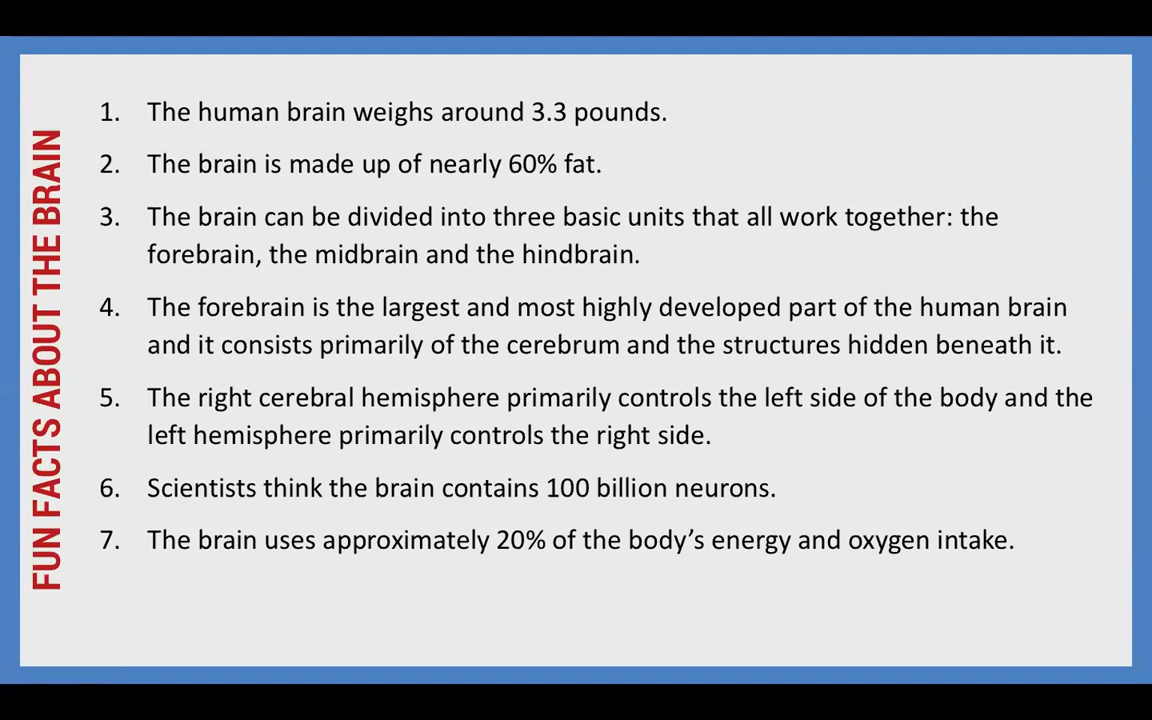 FUN FACTS ABOUT THE BRAIN
1. The human brain weighs around 3.3 pounds.
2. The brain is made up of nearly 60% fat.
3. The brain can be divided into three basic units that all work together: the
forebrain, the midbrain and the hindbrain.
4. The forebrain is the largest and most highly developed part of the human brain
and it consists primarily of the cerebrum and the structures hidden beneath it.
5. The right cerebral hemisphere primarily controls the left side of the body and the
left hemisphere primarily controls the right side.
6. Scientists think the brain contains 100 billion neurons.
7. The brain uses approximately 20% of the body’s energy and oxygen intake.